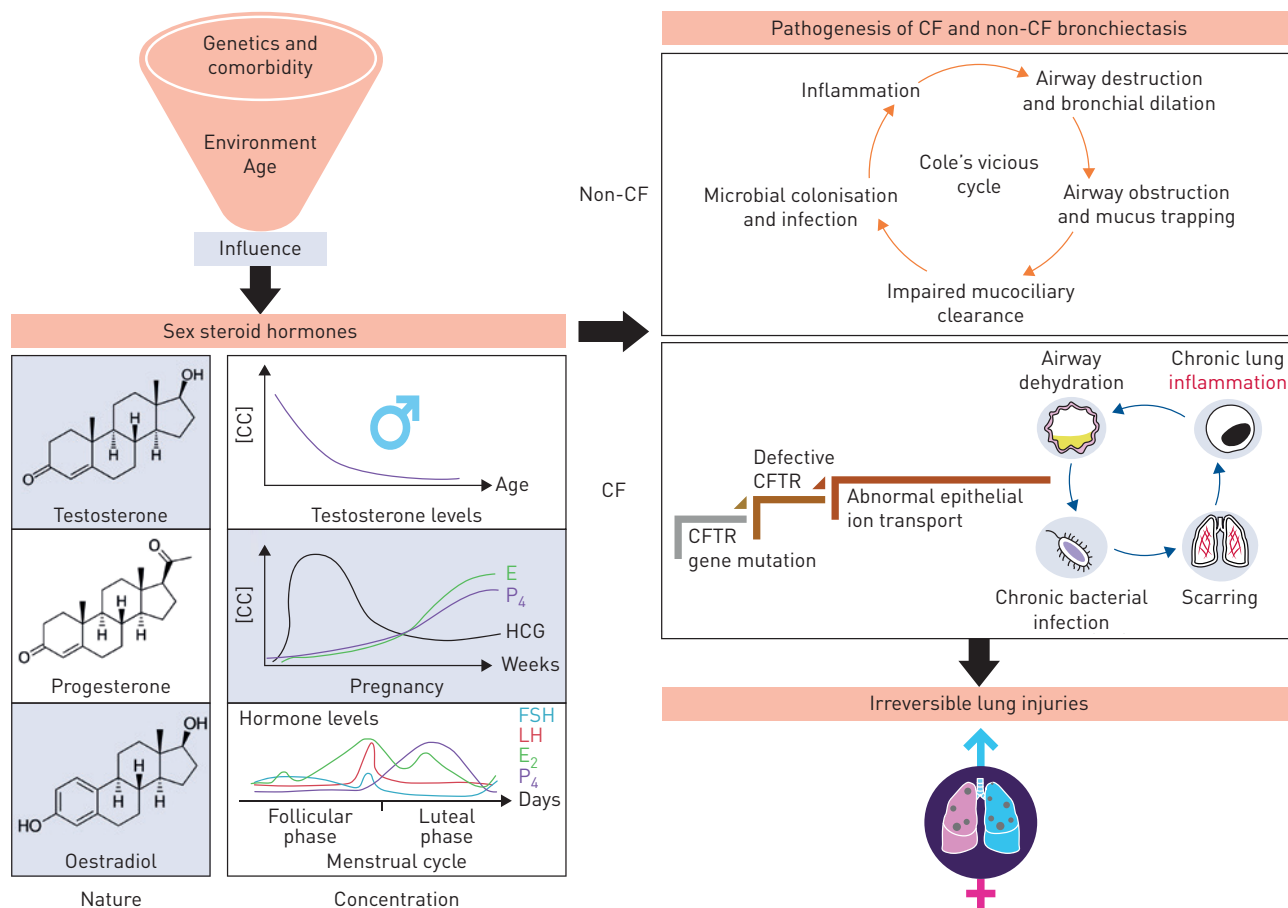 Genetics and
comorbidity
Environment
Age
Influence
Sex steroid hormones
OH
H
H
H
O
Testosterone
[CC]
Age
Testosterone levels
O
H
H
H
O
Progesterone
[CC]
E
P4
HCG
Weeks
Pregnancy
OH
H
H
H
HO
Oestradiol
Hormone levels
FSH
LH
E2
P4
Days
Follicular
phase
Luteal
phase
Menstrual cycle
Nature
Concentration
Pathogenesis of CF and non-CF bronchiectasis
Non-CF
Inflammation
Airway destruction
and bronchial dilation
Cole's vicious
cycle
Microbial colonisation
and infection
Airway obstruction
and mucus trapping
Impaired mucociliary
clearance
CF
Airway
dehydration
Chronic lung
inflammation
Defective
CFTR
Abnormal epithelial
ion transport
CFTR
gene mutation
Chronic bacterial
infection
Scarring
Irreversible lung injuries